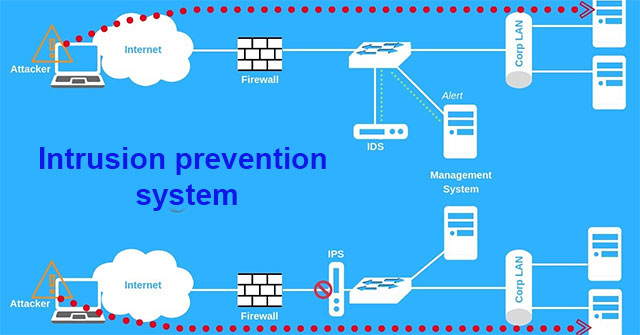 Attacker
Internet
Firewall
IDS
Alert
Management
System
Corp LAN
Intrusion prevention
system
Attacker
Internet
Firewall
IPS
Corp LAN